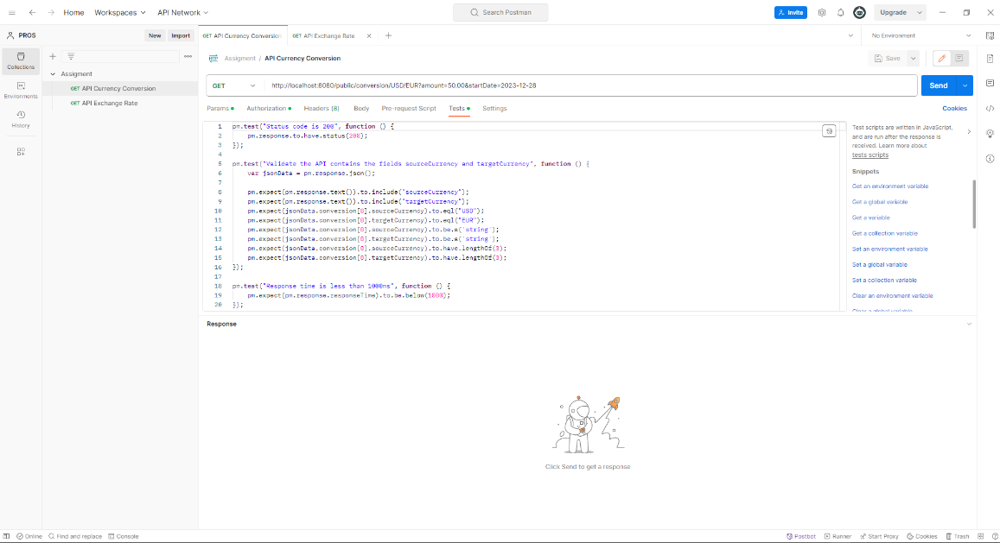 Home Workspaces API Network Search Postman Invite Upgrade
PROS New Import GET API Currency Conversion GET API Exchange Rate No Environment
Collections
Environments
History
Assigment
GET API Currency Conversion
GET API Exchange Rate
Assigment / API Currency Conversion Save
GET http://localhost:8080/public/conversion/USD/EUR?amount=50.00&startDate=2023-12-28 Send
Params Authorization Headers (8) Body Pre-request Script Tests Settings Cookies
1 pm.test("Status code is 200", function () {
2 pm.response.to.have.status(200);
3 });
4
5 pm.test("Validate the API contains the fields sourceCurrency and targetCurrency", function () {
6 var jsonData = pm.response.json();
7
8 pm.expect(pm.response.text()).to.include("sourceCurrency");
9 pm.expect(pm.response.text()).to.include("targetCurrency");
10 pm.expect(jsonData.conversion[0].sourceCurrency).to.eql("USD");
11 pm.expect(jsonData.conversion[0].targetCurrency).to.eql("EUR");
12 pm.expect(jsonData.conversion[0].sourceCurrency).to.be.a('string');
13 pm.expect(jsonData.conversion[0].targetCurrency).to.be.a('string');
14 pm.expect(jsonData.conversion[0].sourceCurrency).to.have.lengthOf(3);
15 pm.expect(jsonData.conversion[0].targetCurrency).to.have.lengthOf(3);
16 });
17
18 pm.test("Response time is less than 1000ms", function () {
19 pm.expect(pm.response.responseTime).to.be.below(1000);
20 });
Test scripts are written in JavaScript,
and are run after the response is
received. Learn more about
tests scripts
Snippets
Get an environment variable
Get a global variable
Get a variable
Get a collection variable
Set an environment variable
Set a global variable
Set a collection variable
Clear an environment variable
Clear a global variable
Response
Click Send to get a response
Online Find and replace Console Postbot Runner Start Proxy Cookies Trash